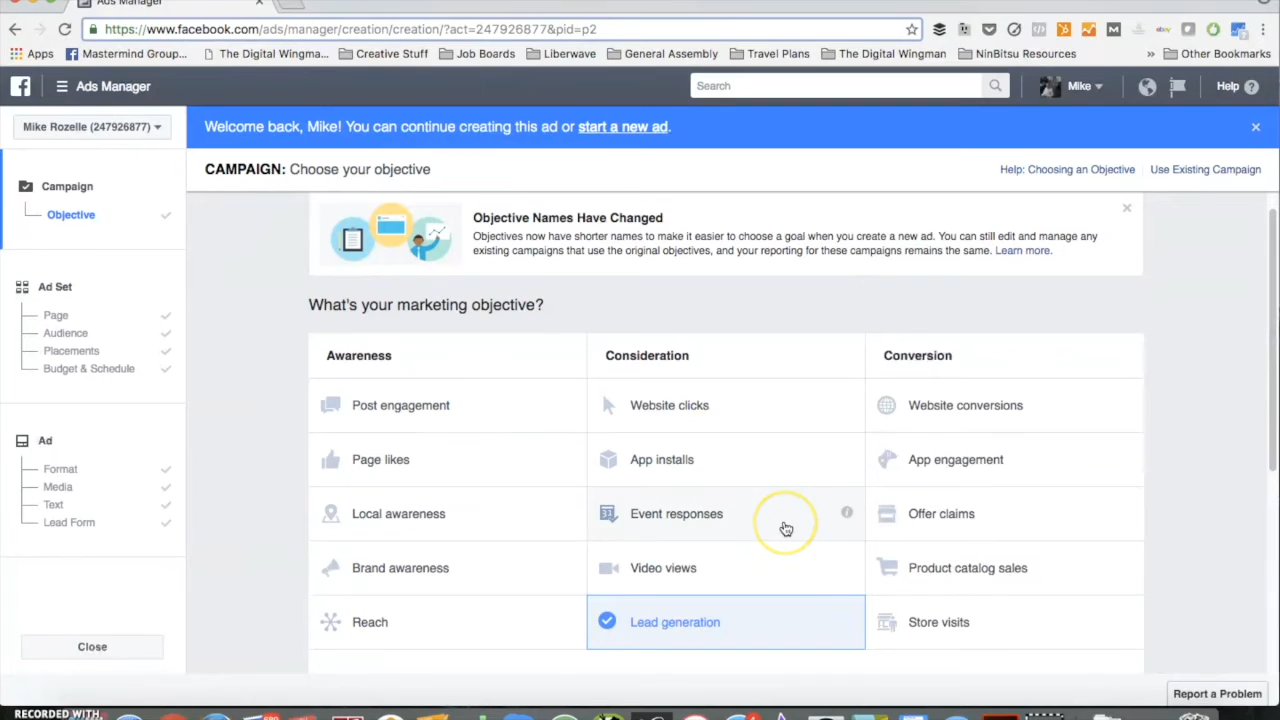 Ads Manager
https://www.facebook.com/ads/manager/creation/creation/?act=247926877&pid=p2
Apps Mastermind Group... The Digital Wingma... Creative Stuff Job Boards Liberwave General Assembly Travel Plans The Digital Wingman NinBitsu Resources » Other Bookmarks
Ads Manager Search Mike Help
Mike Rozelle (247926877)
Welcome back, Mike! You can continue creating this ad or start a new ad.
CAMPAIGN: Choose your objective
Help: Choosing an Objective Use Existing Campaign
Campaign
Objective
Ad Set
Page
Audience
Placements
Budget & Schedule
Ad
Format
Media
Text
Lead Form
Close
Objective Names Have Changed
Objectives now have shorter names to make it easier to choose a goal when you create a new ad. You can still edit and manage any
existing campaigns that use the original objectives, and your reporting for these campaigns remains the same. Learn more.
What's your marketing objective?
Awareness Consideration Conversion
Post engagement Website clicks Website conversions
Page likes App installs App engagement
Local awareness Event responses Offer claims
Brand awareness Video views Product catalog sales
Reach Lead generation Store visits
Report a Problem
RECORDED WITH